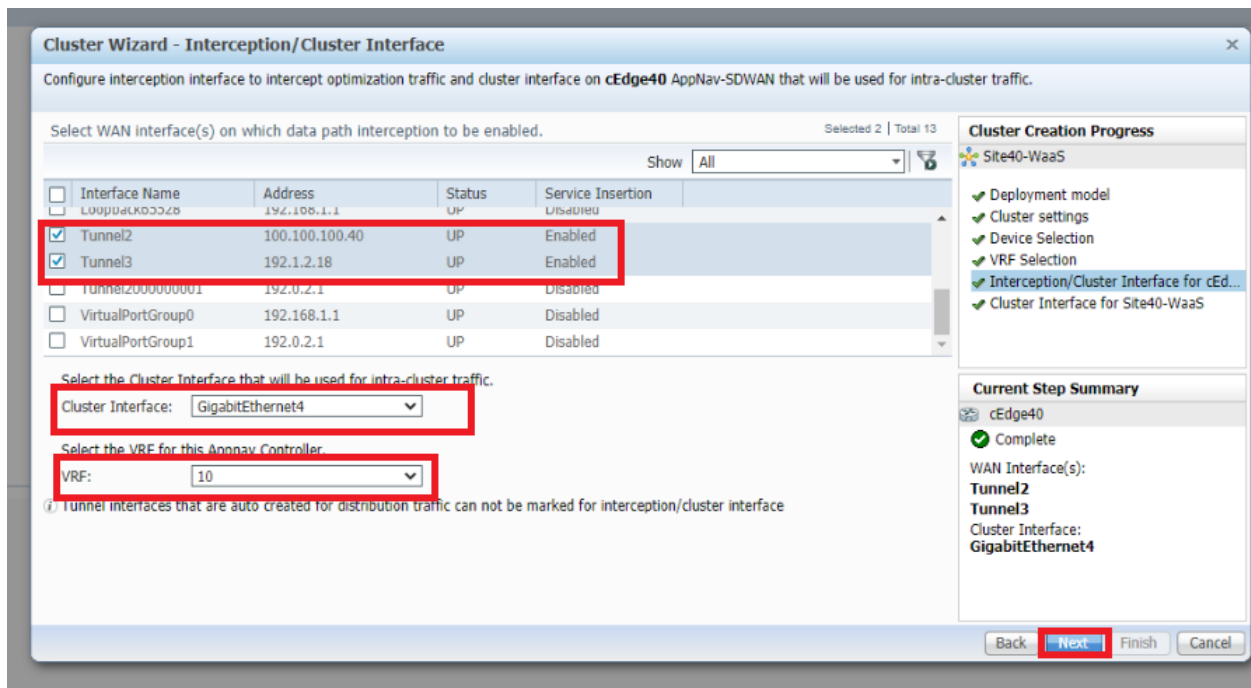 Cluster Wizard - Interception/Cluster Interface
Configure interception interface to intercept optimization traffic and cluster interface on cEdge40 AppNav-SDWAN that will be used for intra-cluster traffic.
Select WAN interface(s) on which data path interception to be enabled.
Selected 2 | Total 13
Show All
Interface Name Address Status Service Insertion
Loopback65528 192.168.1.1 UP Disabled
Tunnel2 100.100.100.40 UP Enabled
Tunnel3 192.1.2.18 UP Enabled
Tunnel2000000001 192.0.2.1 UP Disabled
VirtualPortGroup0 192.168.1.1 UP Disabled
VirtualPortGroup1 192.0.2.1 UP Disabled
Select the Cluster Interface that will be used for intra-cluster traffic.
Cluster Interface: GigabitEthernet4
Select the VRF for this Appnav Controller.
VRF: 10
Tunnel interfaces that are auto created for distribution traffic can not be marked for interception/cluster interface
Cluster Creation Progress
Site40-WaaS
Deployment model
Cluster settings
Device Selection
VRF Selection
Interception/Cluster Interface for cEd...
Cluster Interface for Site40-WaaS
Current Step Summary
cEdge40
Complete
WAN Interface(s):
Tunnel2
Tunnel3
Cluster Interface:
GigabitEthernet4
Back Next Finish Cancel